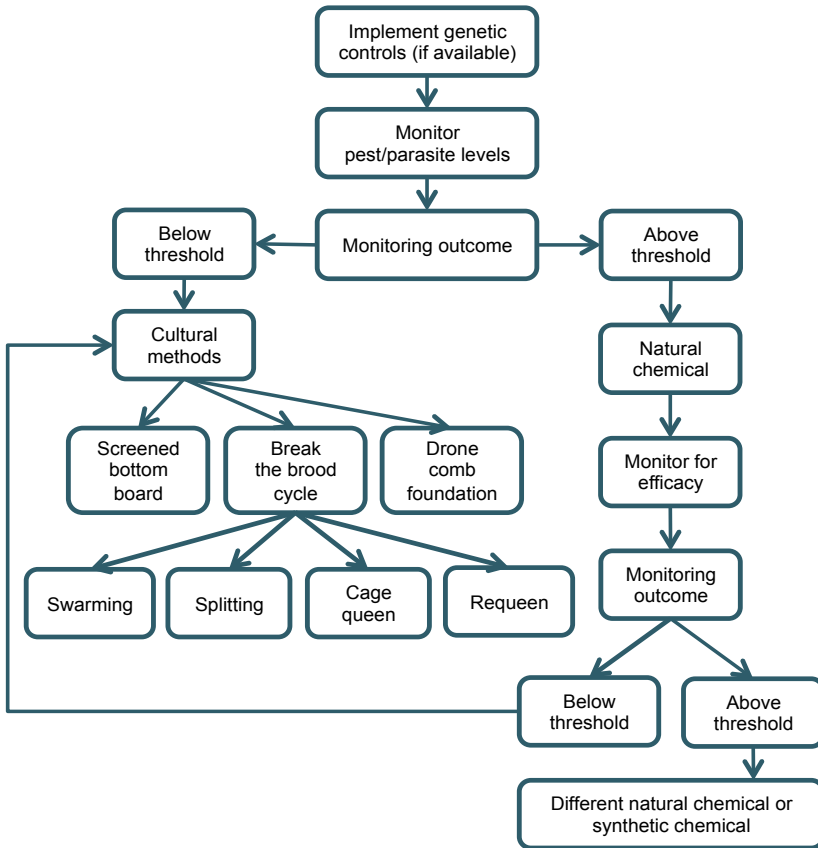 Implement genetic
controls (if available)
Monitor
pest/parasite levels
Monitoring outcome
Below
threshold
Above
threshold
Cultural
methods
Natural
chemical
Screened
bottom
board
Break
the brood
cycle
Drone
comb
foundation
Monitor for
efficacy
Swarming
Splitting
Cage
queen
Requeen
Monitoring
outcome
Below
threshold
Above
threshold
Different natural chemical or
synthetic chemical